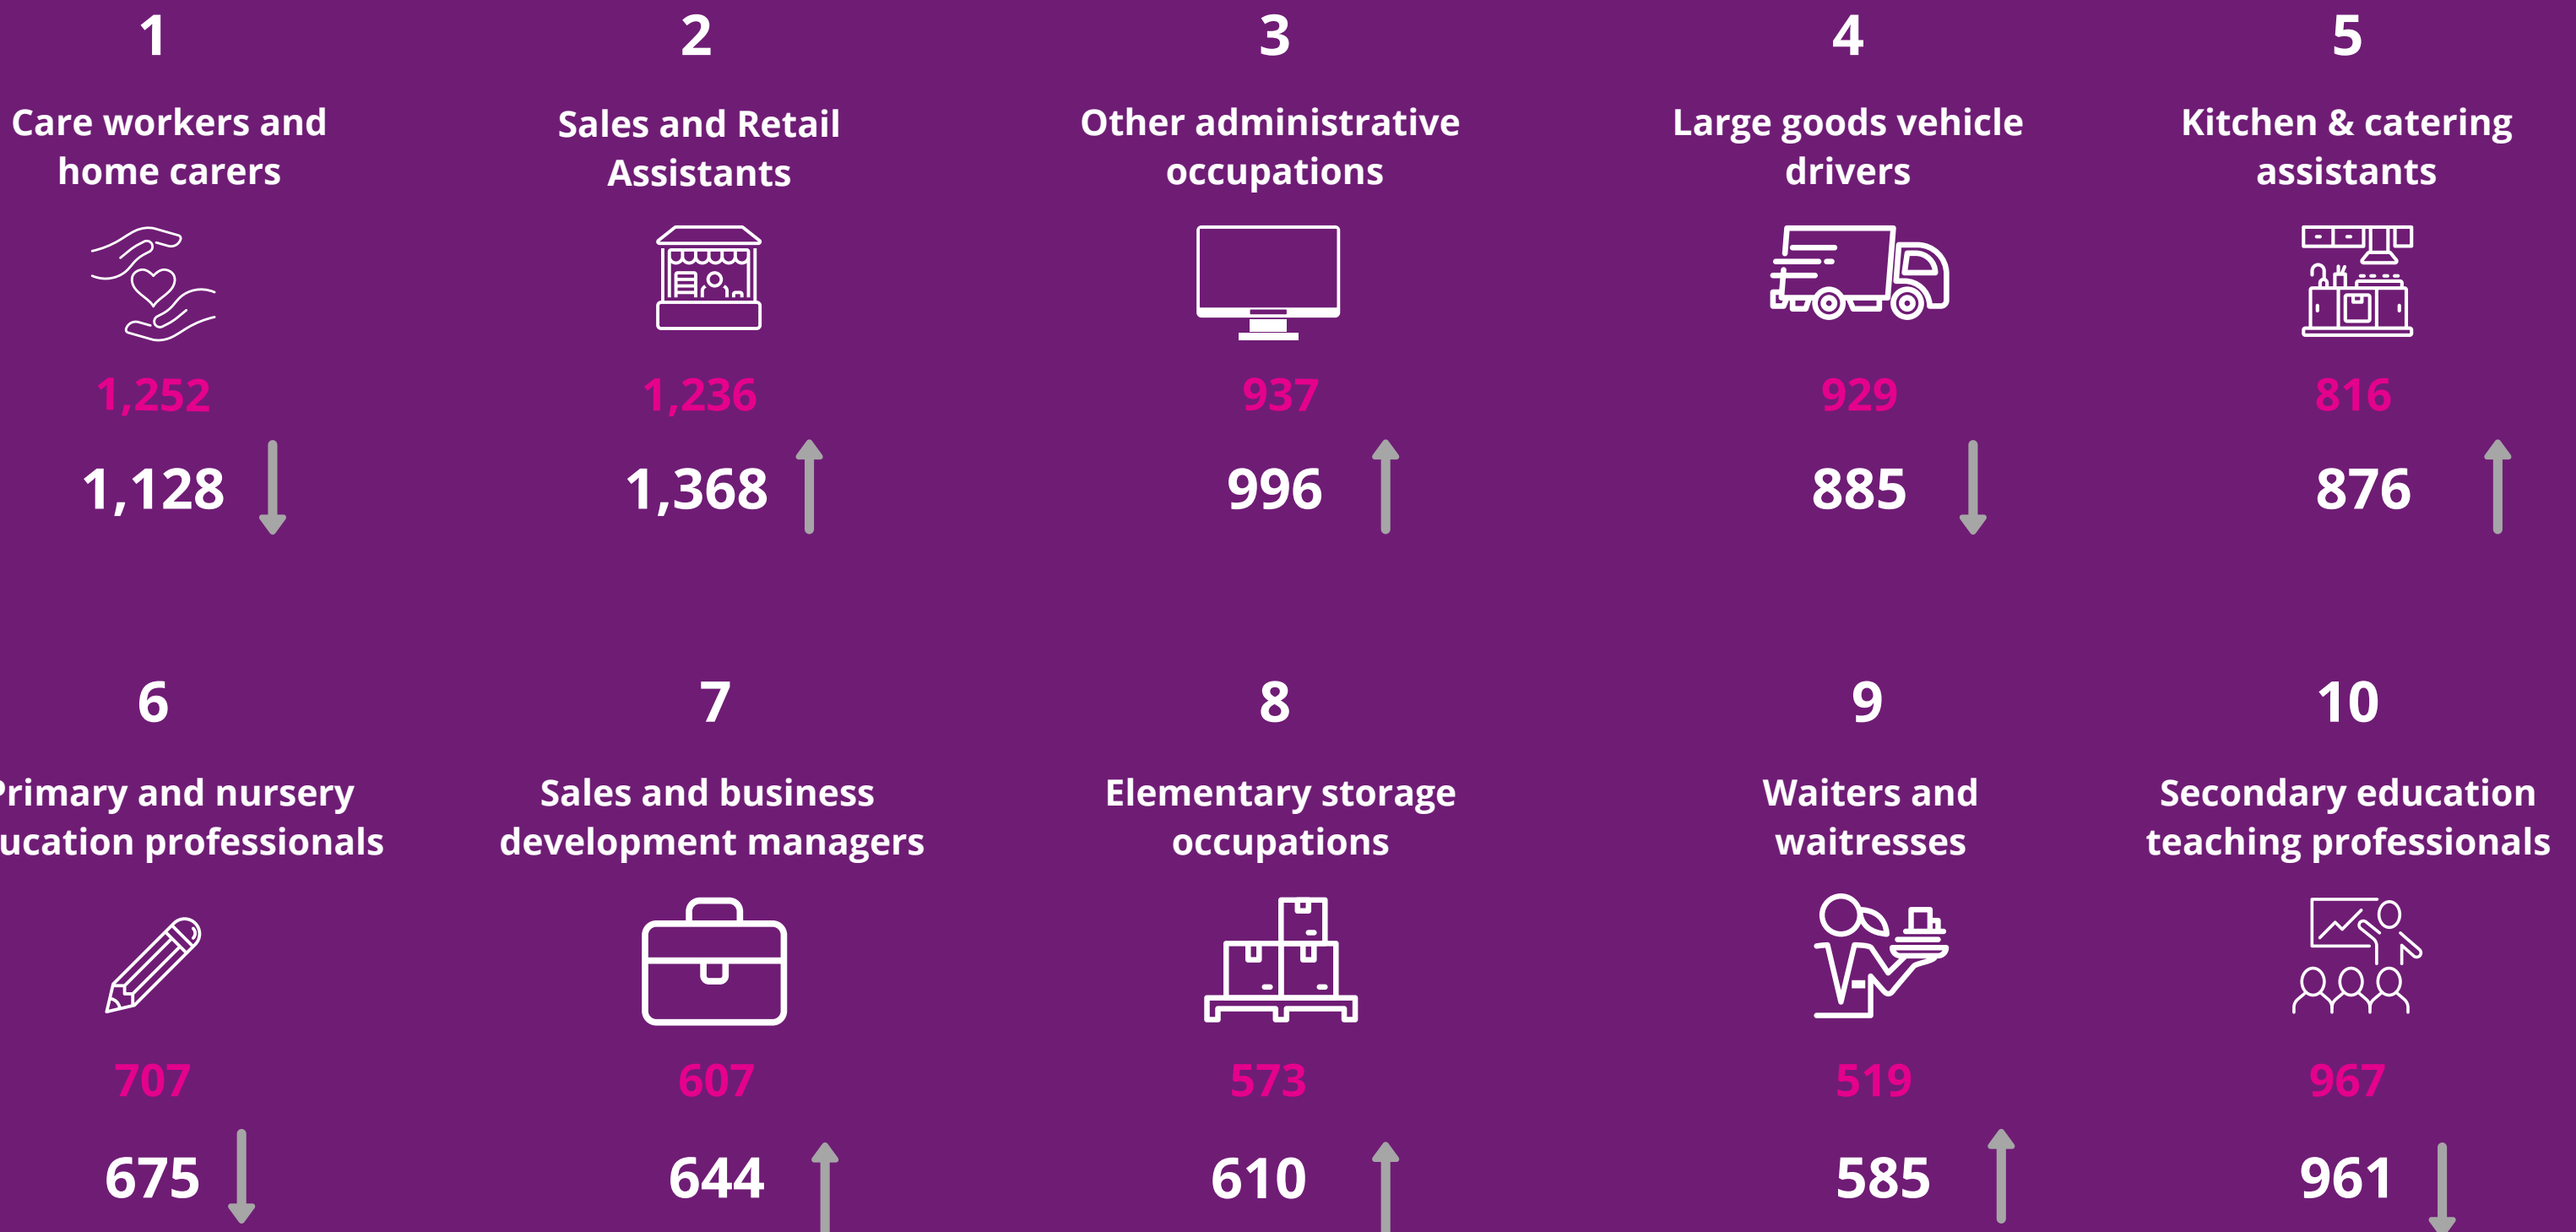 1
Care workers and
home carers
1,252
1,128
2
Sales and Retail
Assistants
1,236
1,368
3
Other administrative
occupations
937
996
4
Large goods vehicle
drivers
929
885
5
Kitchen & catering
assistants
816
876
6
Primary and nursery
ucation professionals
707
675
7
Sales and business
development managers
607
644
8
Elementary storage
occupations
573
610
9
Waiters and
waitresses
519
585
10
Secondary education
teaching professionals
967
961